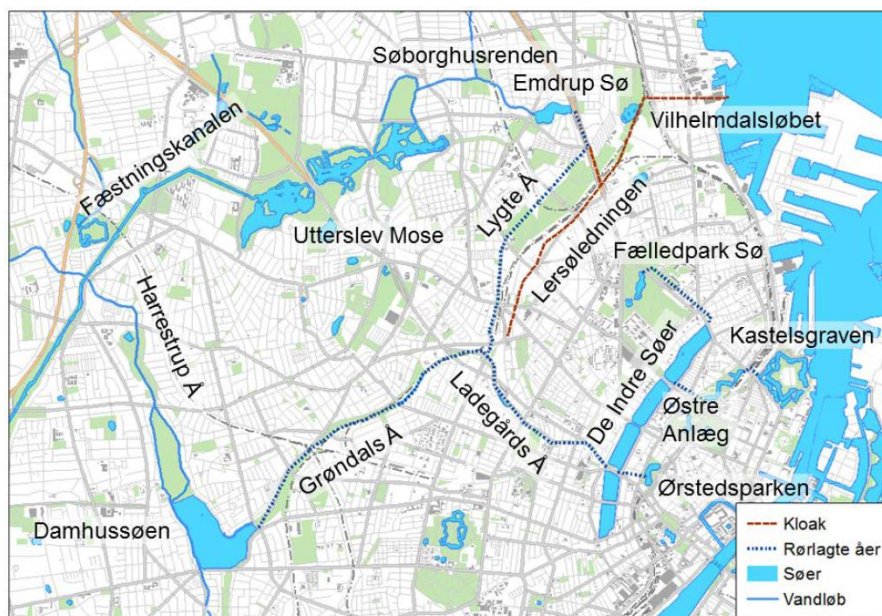 Søborghusrenden
Emdrup Sø
Vilhelmdalsløbet
Fæstningskanalen
Lygte Å
Utterslev Mose
Lersøledningen
Fælledpark Sø
Harrestrup Å
Kastelsgraven
De Indre Søer
Ladegårds Å
Østre
Anlæg
Grøndals Å
Ørstedsparken
Damhussøen
Kloak
Rørlagte åer
Søer
Vandløb